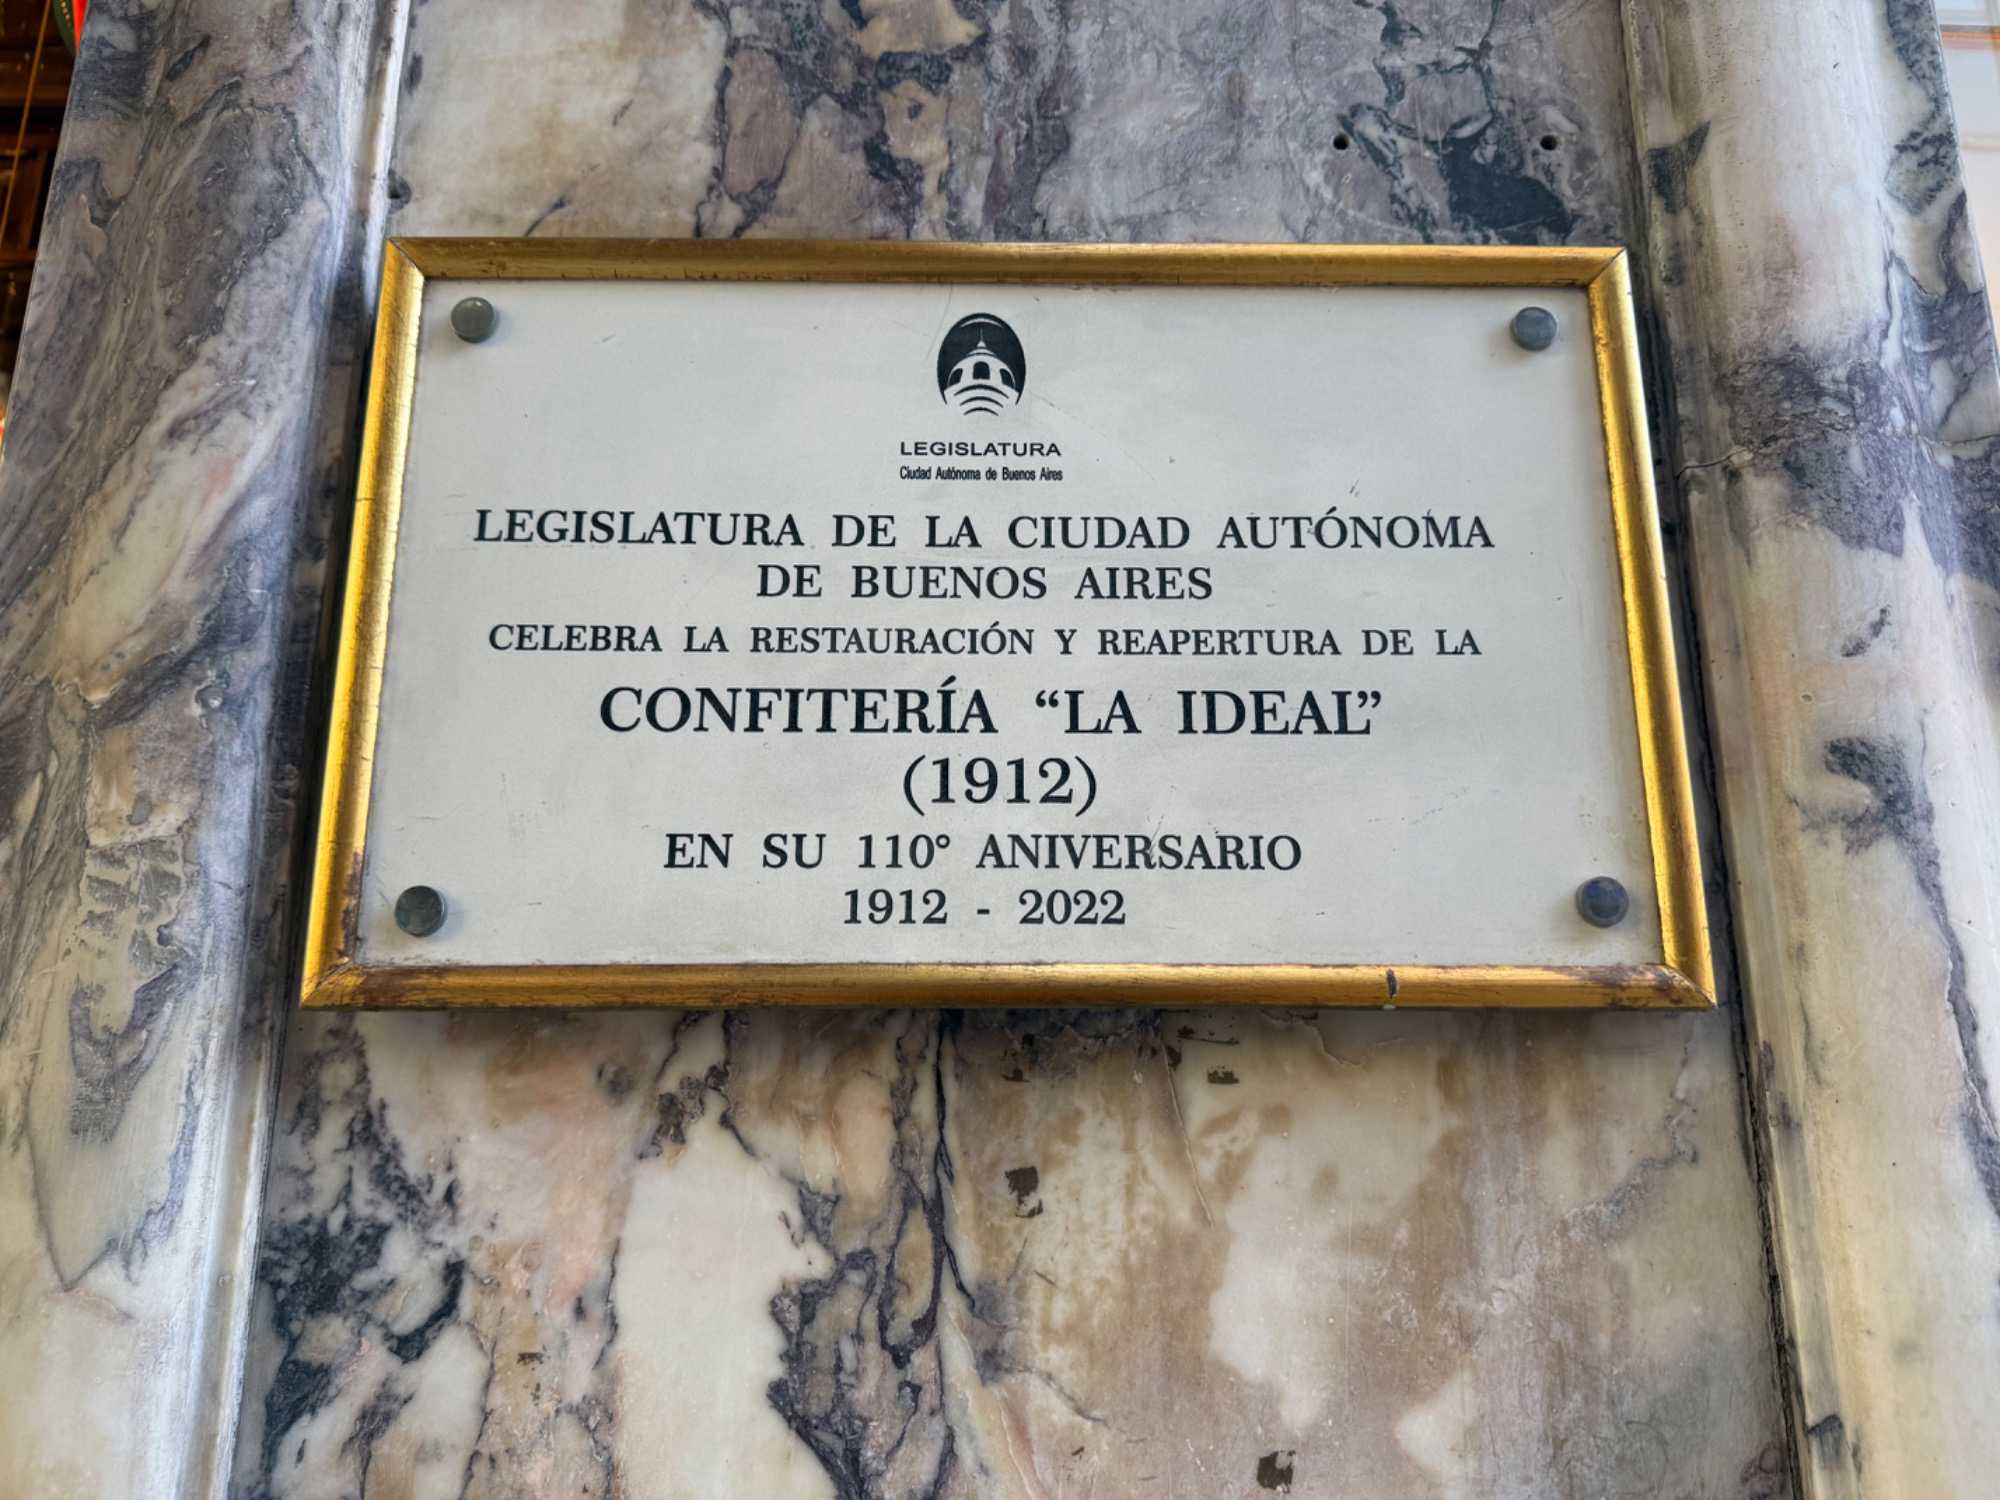 LEGISLATURA
Ciudad Autónoma de Buenos Aires
LEGISLATURA DE LA CIUDAD AUTÓNOMA
DE BUENOS AIRES
CELEBRA LA RESTAURACIÓN Y REAPERTURA DE LA
CONFITERÍA “LA IDEAL”
(1912)
EN SU 110° ANIVERSARIO
1912 - 2022